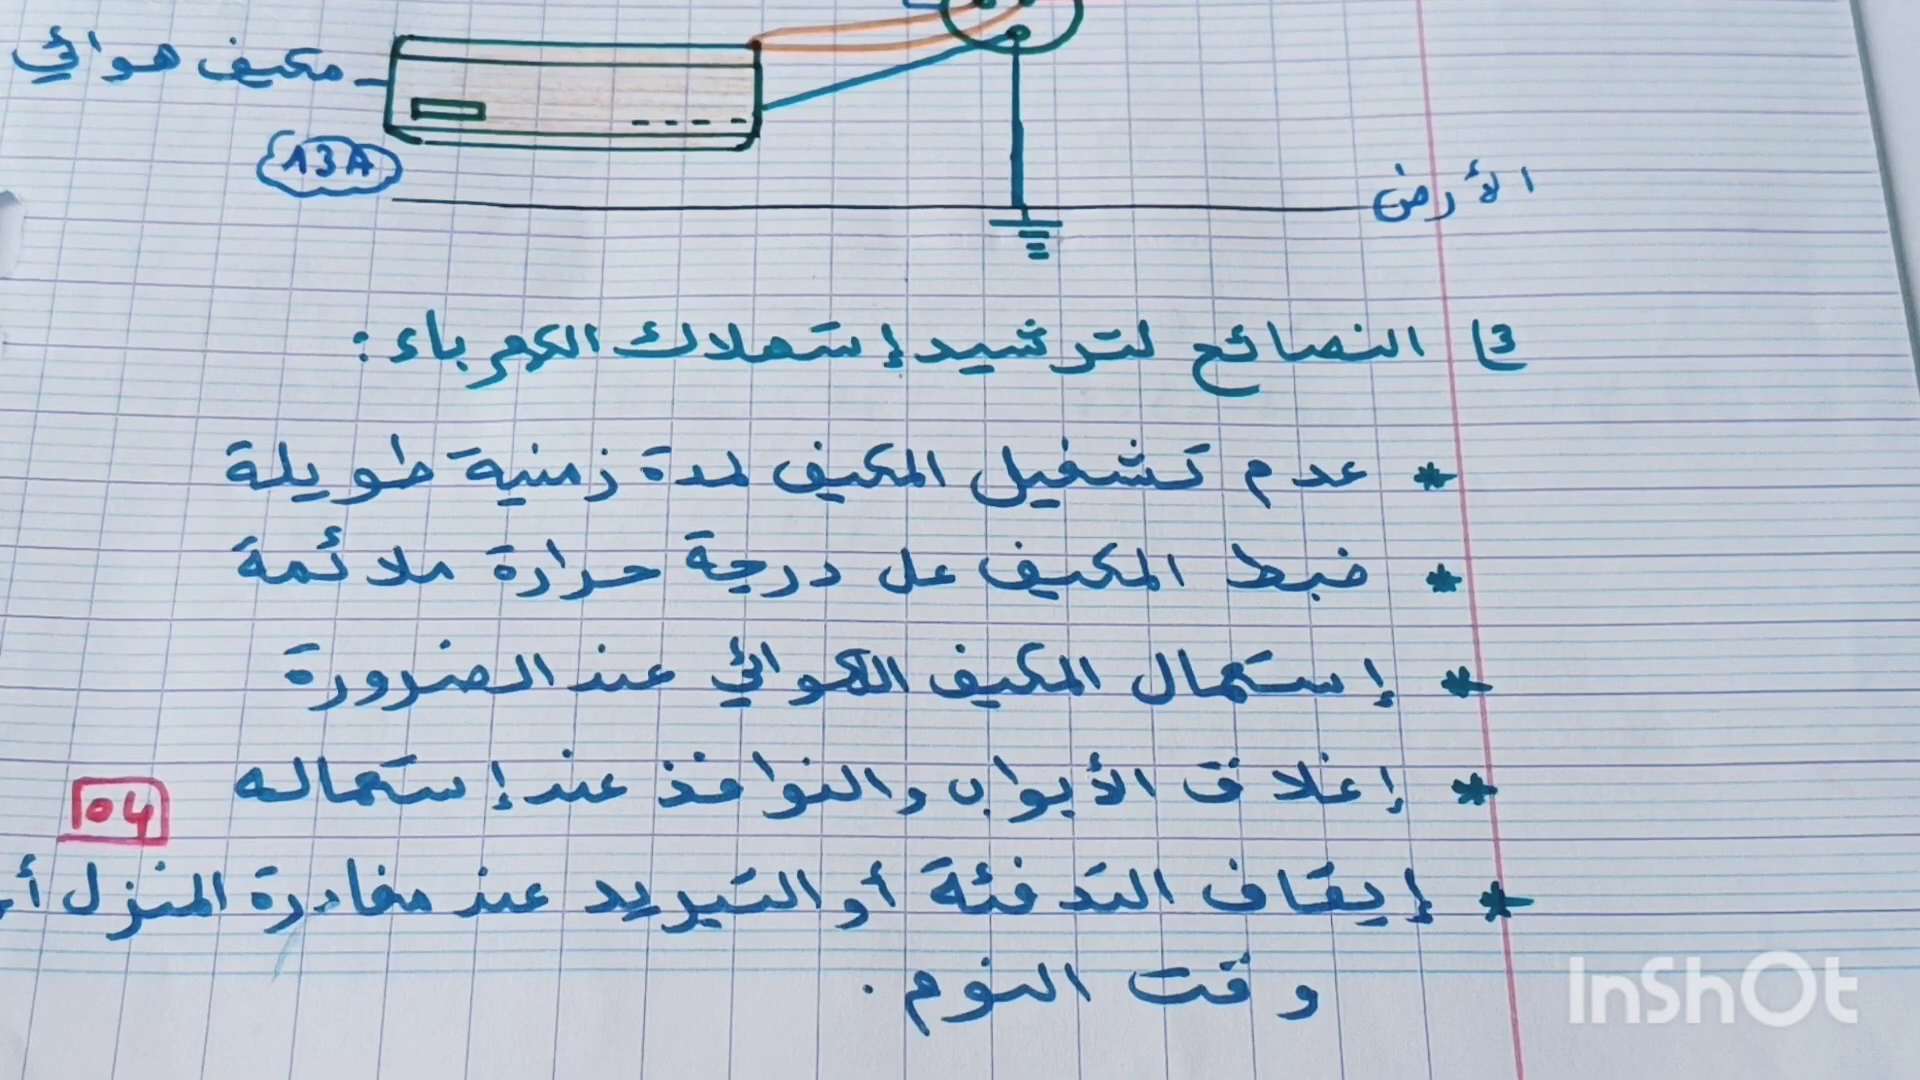 مكيف هوائي
13A
الأرض
3) النصائح لترشيد إستهلاك الكهرباء:
* عدم تشغيل المكيف لمدة زمنية طويلة
* ضبط المكيف على درجة حرارة ملائمة
* إستعمال المكيف الهوائي عند الضرورة
* إغلاق الأبواب والنوافذ عند إستعماله
04
* إيقاف التدفئة أو التبريد عند مغادرة المنزل أو
وقت النوم.
InShOt